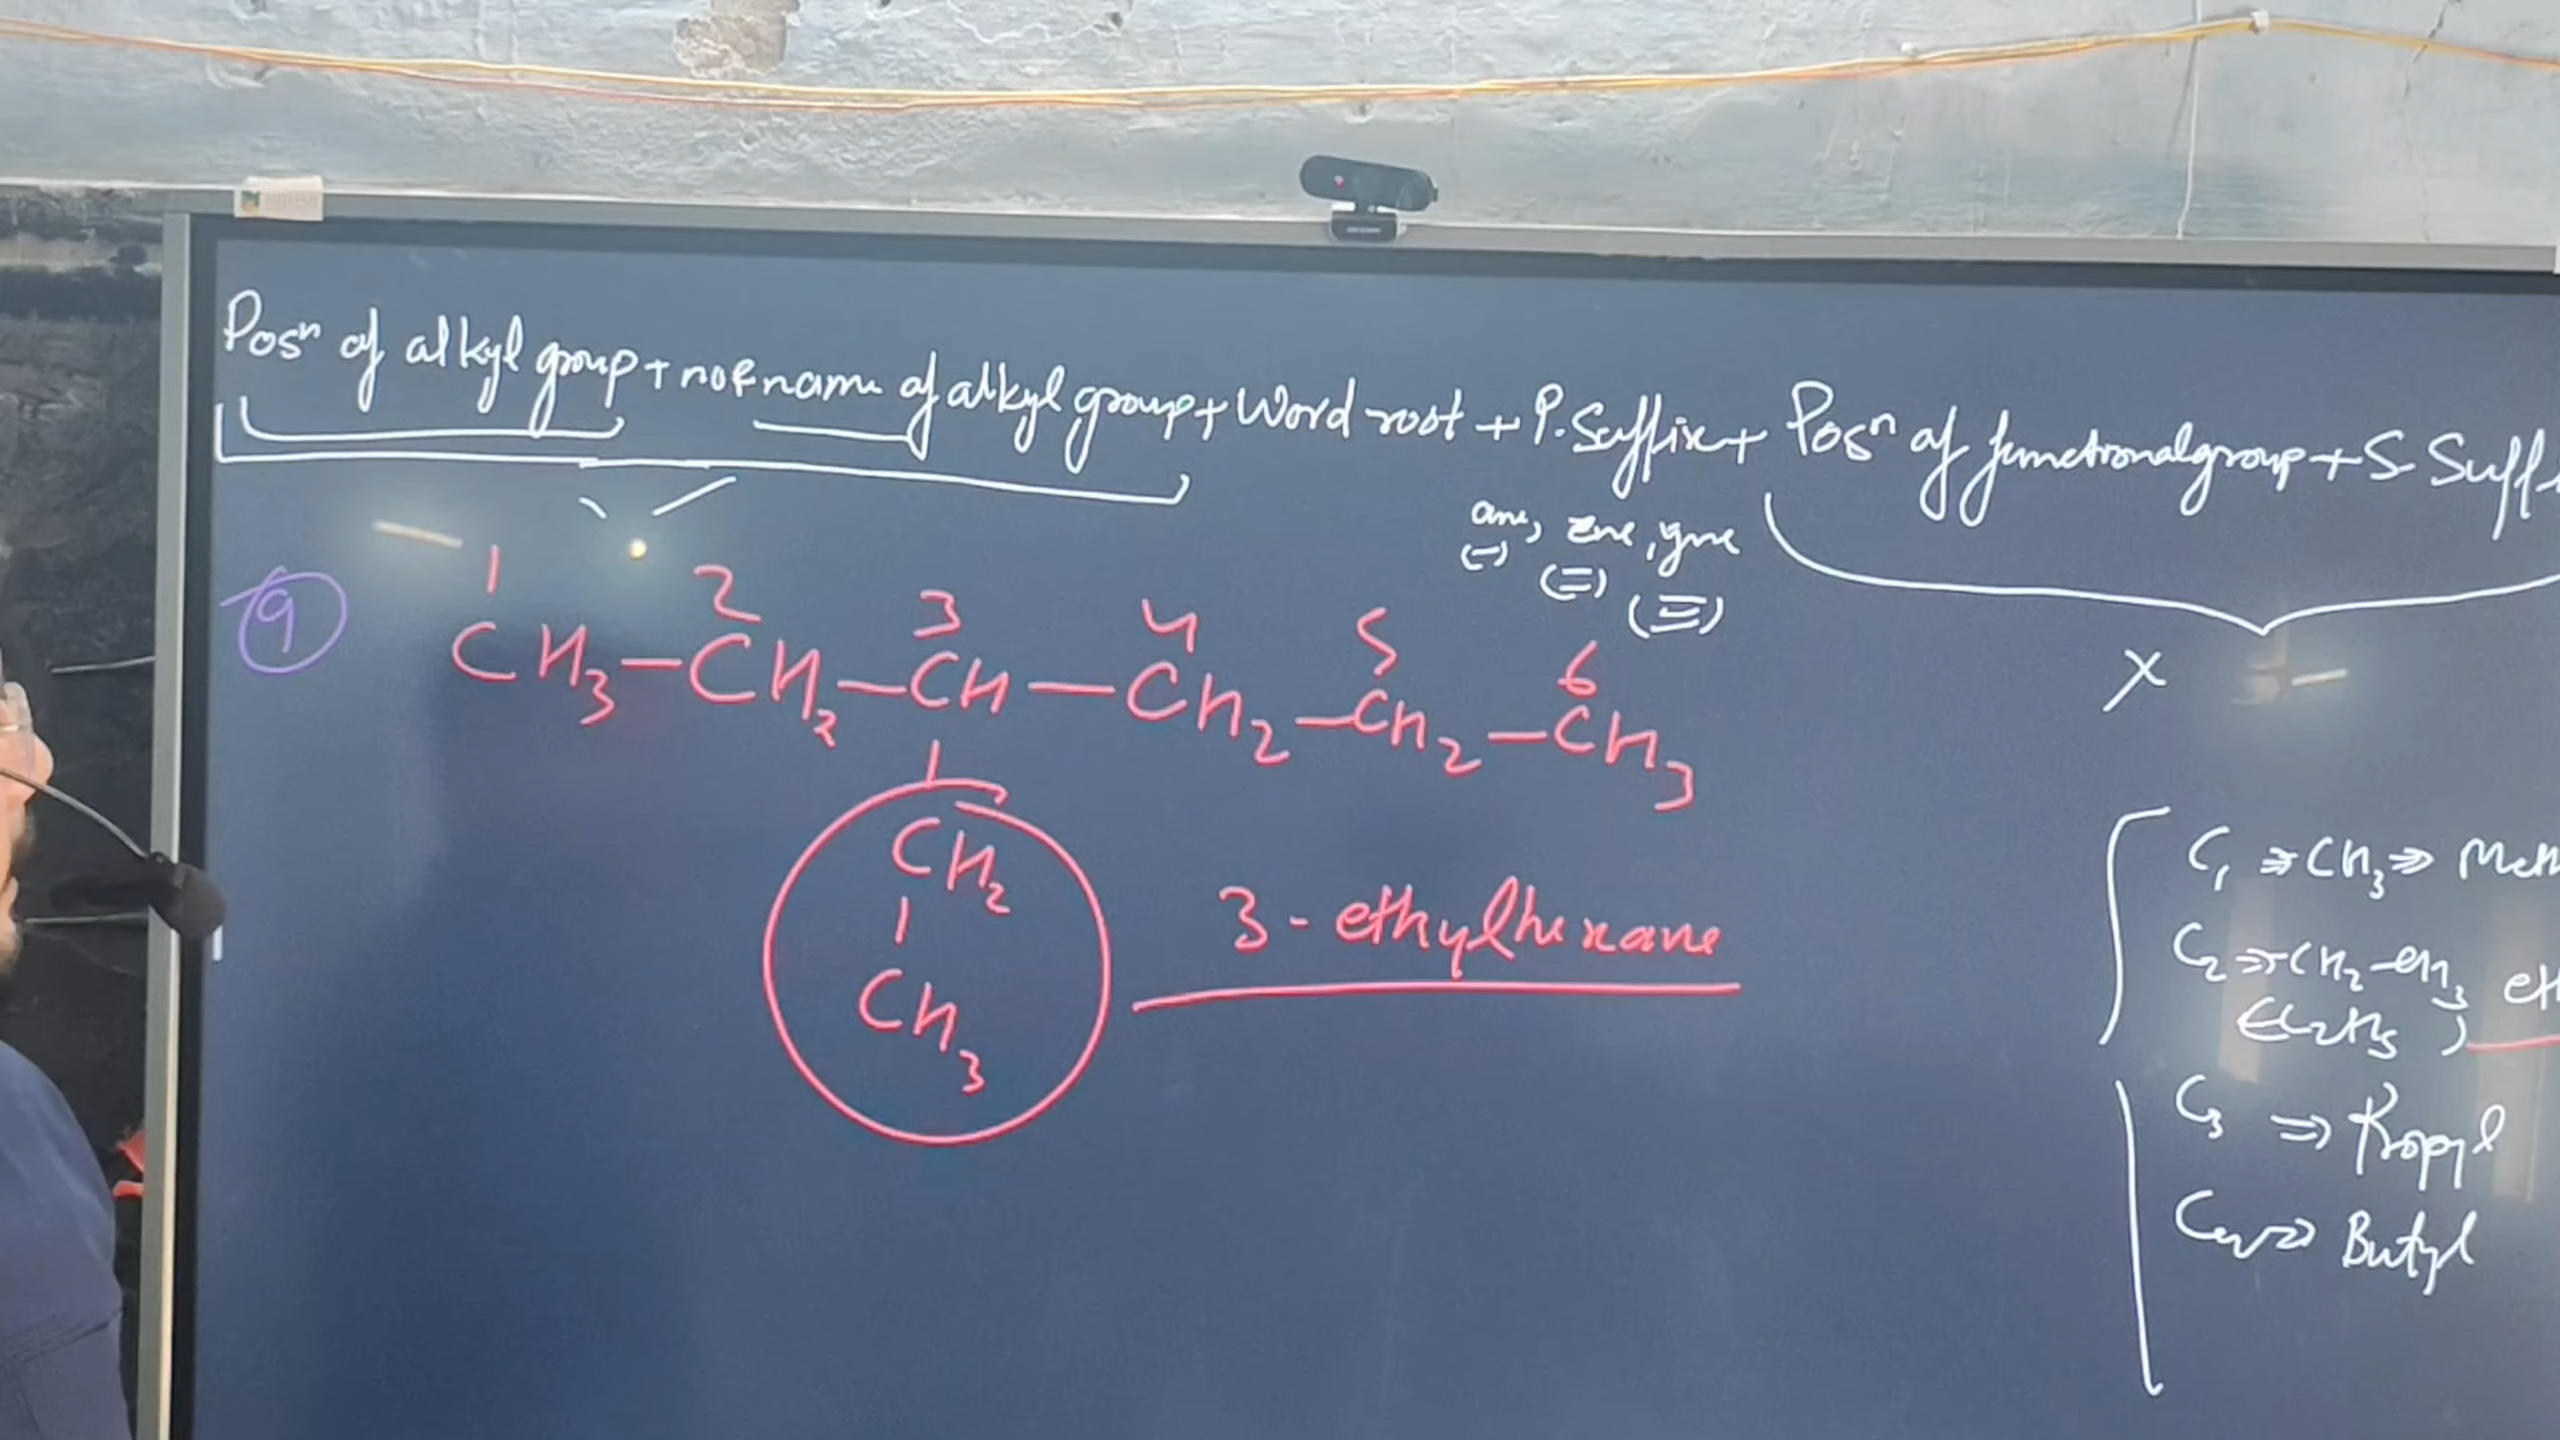 Posⁿ of alkyl group + no & name of alkyl group + Word root + P. Suffix + Posⁿ of functional group + S Suff
ane, ene, yne
(-) (=) (≡)
9
1 2 3 4 5 6
CH₃-CH₂-CH-CH₂-CH₂-CH₃
X
CH₂
CH₃
3-ethylhexane
C₁ ⇒ CH₃ ⇒ Meth
C₂ ⇒ -CH₂-CH₃ eth
(C₂H₅)
C₃ ⇒ Propyl
C₄ ⇒ Butyl